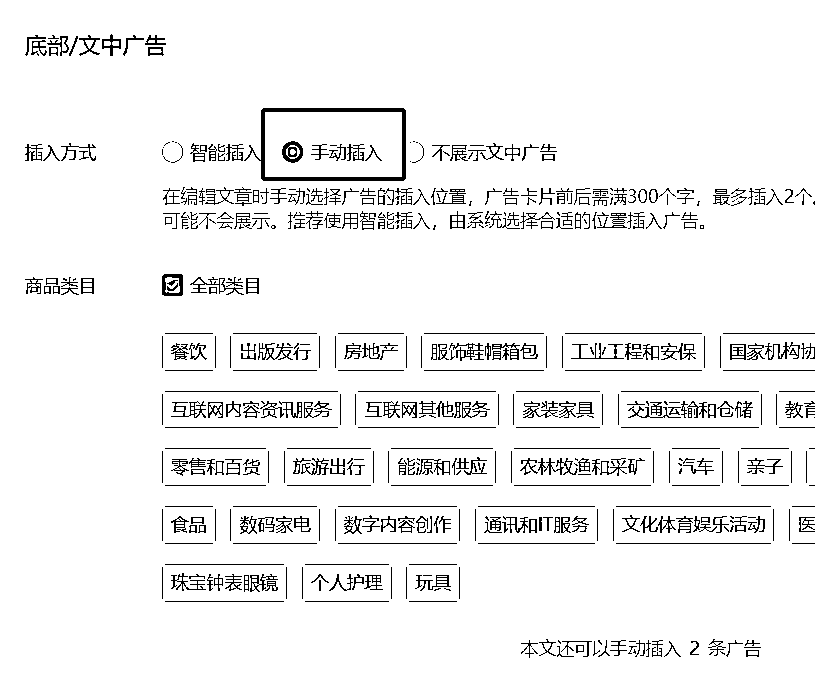 底部/文中广告
插入方式 智能插入 手动插入 不展示文中广告
在编辑文章时手动选择广告的插入位置，广告卡片前后需满300个字，最多插入2个。
可能不会展示。推荐使用智能插入，由系统选择合适的位置插入广告。
商品类目 全部类目
餐饮 出版发行 房地产 服饰鞋帽箱包 工业工程和安保 国家机构协
互联网内容资讯服务 互联网其他服务 家装家具 交通运输和仓储 教育
零售和百货 旅游出行 能源和供应 农林牧渔和采矿 汽车 亲子
食品 数码家电 数字内容创作 通讯和IT服务 文化体育娱乐活动 医
珠宝钟表眼镜 个人护理 玩具
本文还可以手动插入 2 条广告